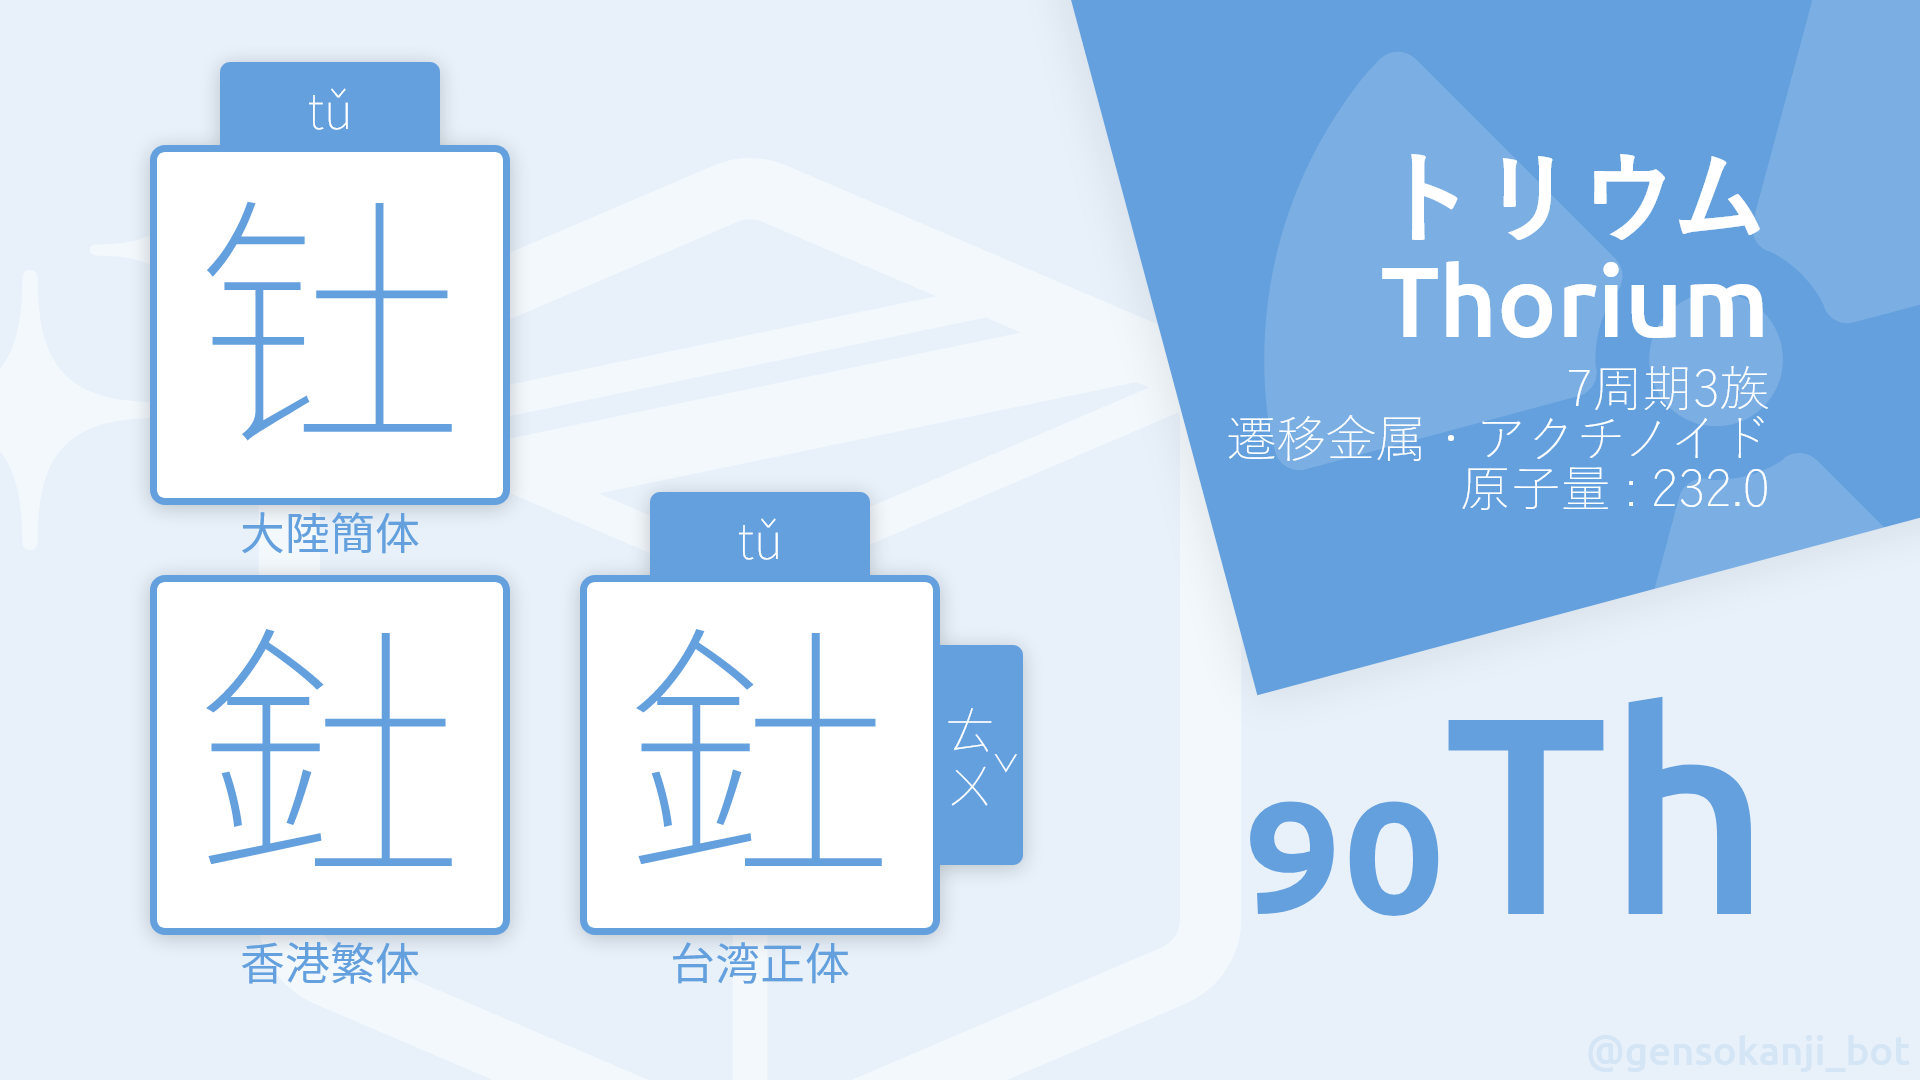 tǔ
钍
大陸簡体
釷
香港繁体
tǔ
釷
ㄊㄨˇ
台湾正体
トリウム
Thorium
7周期3族
遷移金属・アクチノイド
原子量：232.0
90Th
@gensokanji_bot